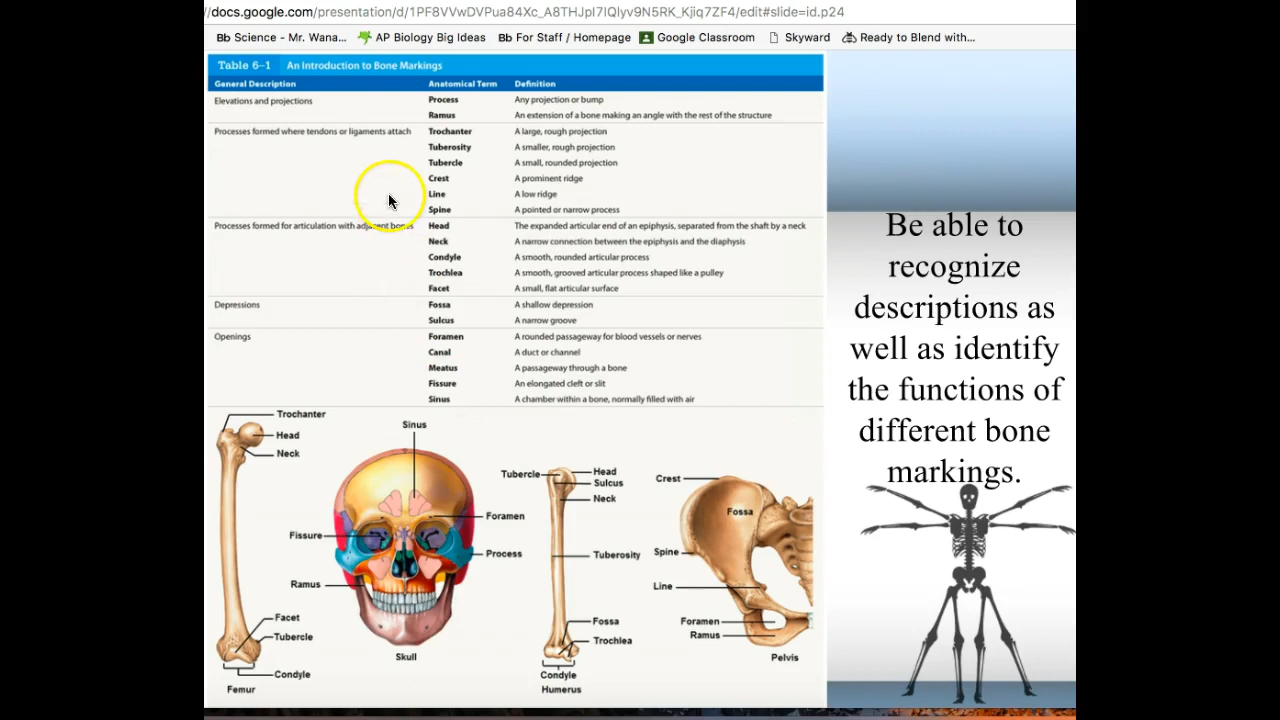 //docs.google.com/presentation/d/1PF8VVwDVPua84Xc_A8THJpI7IQIyv9N5RK_Kjiq7ZF4/edit#slide=id.p24
Bb Science - Mr. Wana... AP Biology Big Ideas Bb For Staff / Homepage Google Classroom Skyward Ready to Blend with...
Table 6–1 An Introduction to Bone Markings
General Description Anatomical Term Definition
Elevations and projections Process Any projection or bump
Ramus An extension of a bone making an angle with the rest of the structure
Processes formed where tendons or ligaments attach Trochanter A large, rough projection
Tuberosity A smaller, rough projection
Tubercle A small, rounded projection
Crest A prominent ridge
Line A low ridge
Spine A pointed or narrow process
Processes formed for articulation with adjacent bones Head The expanded articular end of an epiphysis, separated from the shaft by a neck
Neck A narrow connection between the epiphysis and the diaphysis
Condyle A smooth, rounded articular process
Trochlea A smooth, grooved articular process shaped like a pulley
Facet A small, flat articular surface
Depressions Fossa A shallow depression
Sulcus A narrow groove
Openings Foramen A rounded passageway for blood vessels or nerves
Canal A duct or channel
Meatus A passageway through a bone
Fissure An elongated cleft or slit
Sinus A chamber within a bone, normally filled with air
Trochanter
Head
Neck
Facet
Tubercle
Condyle
Femur
Sinus
Foramen
Fissure
Process
Ramus
Skull
Tubercle
Head
Sulcus
Neck
Tuberosity
Fossa
Trochlea
Condyle
Humerus
Crest
Fossa
Spine
Line
Foramen
Ramus
Pelvis
Be able to
recognize
descriptions as
well as identify
the functions of
different bone
markings.